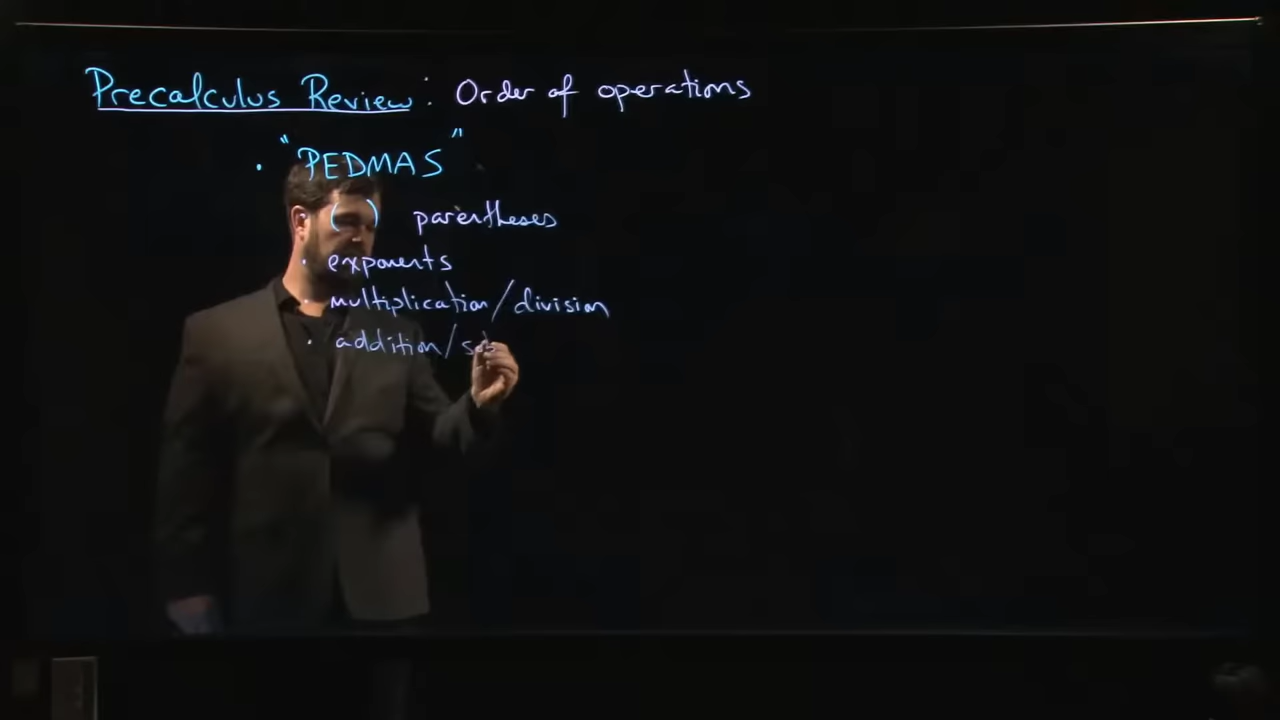 Precalculus Review: Order of operations
• "PEDMAS"
( ) parentheses
• exponents
• multiplication/division
• addition/